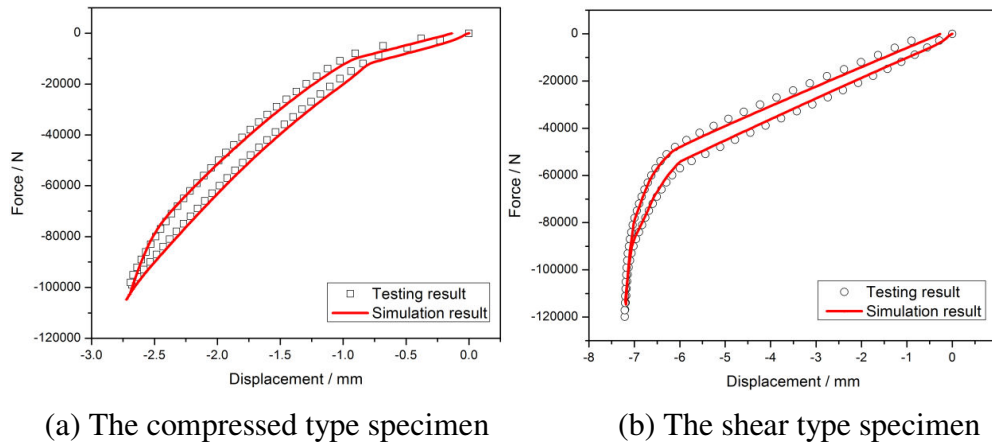 0
-20000
-40000
-60000
-80000
-100000
-120000
Force / N
-3.0 -2.5 -2.0 -1.5 -1.0 -0.5 0.0
Displacement / mm
Testing result
Simulation result
(a) The compressed type specimen
0
-20000
-40000
-60000
-80000
-100000
-120000
Force / N
-8 -7 -6 -5 -4 -3 -2 -1 0
Displacement / mm
Testing result
Simulation result
(b) The shear type specimen